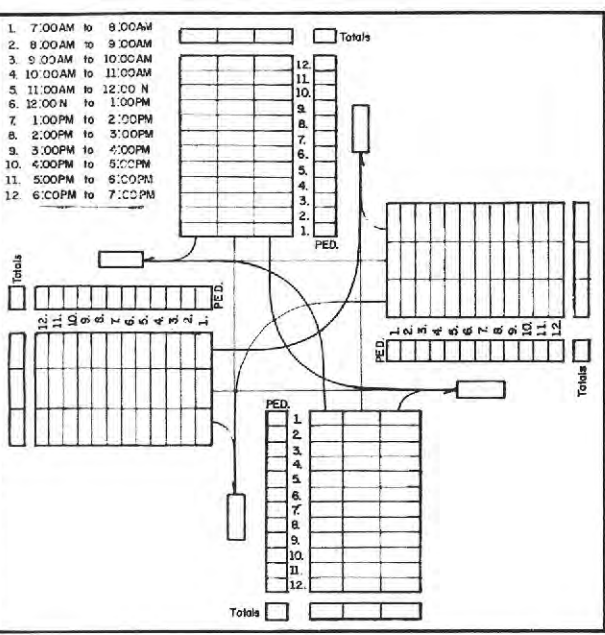 1. 7:00AM to 8:00AM
2. 8:00AM to 9:00AM
3. 9:00AM to 10:00AM
4. 10:00AM to 11:00AM
5. 11:00AM to 12:00 N
6. 12:00 N to 1:00PM
7. 1:00PM to 2:00PM
8. 2:00PM to 3:00PM
9. 3:00PM to 4:00PM
10. 4:00PM to 5:00PM
11. 5:00PM to 6:00PM
12. 6:00PM to 7:00PM
Totals
12.
11.
10.
9.
8.
7.
6.
5.
4.
3.
2.
1.
PED.
Totals
PED.
12. 11. 10. 9. 8. 7. 6. 5. 4. 3. 2. 1.
1. 2. 3. 4. 5. 6. 7. 8. 9. 10. 11. 12.
PED.
Totals
PED.
1.
2.
3.
4.
5.
6.
7.
8.
9.
10.
11.
12.
Totals